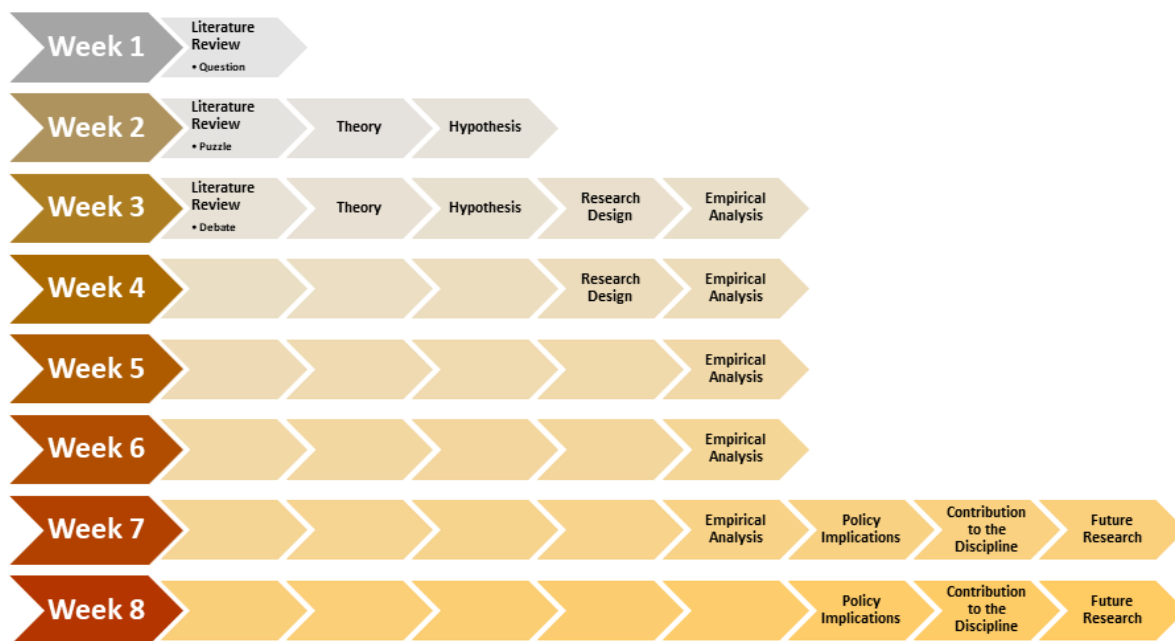 Week 1
Literature
Review
• Question
Week 2
Literature
Review
• Puzzle
Theory
Hypothesis
Week 3
Literature
Review
• Debate
Theory
Hypothesis
Research
Design
Empirical
Analysis
Week 4
Research
Design
Empirical
Analysis
Week 5
Empirical
Analysis
Week 6
Empirical
Analysis
Week 7
Empirical
Analysis
Policy
Implications
Contribution
to the
Discipline
Future
Research
Week 8
Policy
Implications
Contribution
to the
Discipline
Future
Research